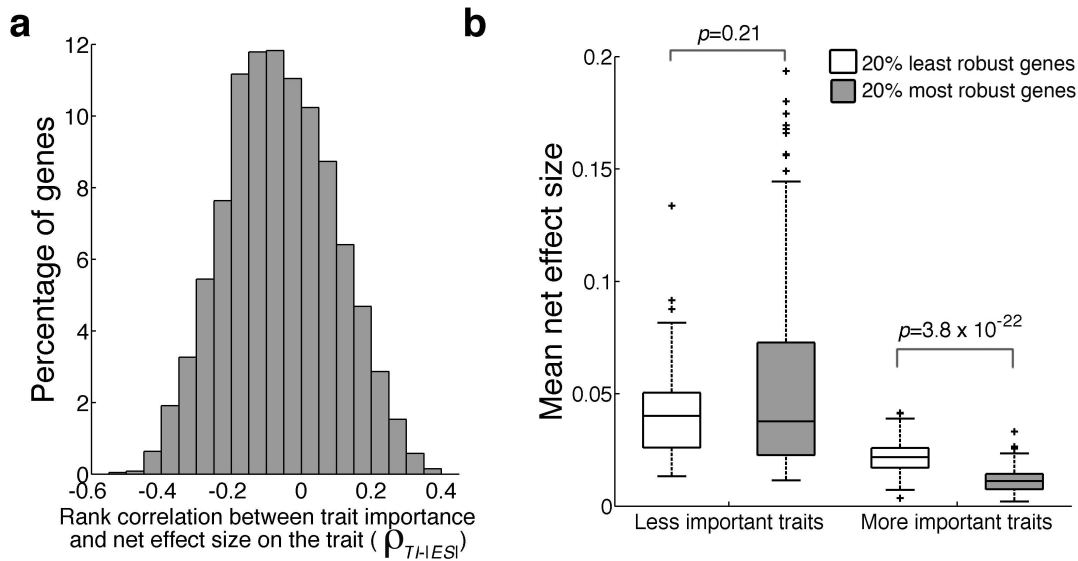 a
12
10
8
6
4
2
0
-0.6
-0.4
-0.2
0
0.2
0.4
Percentage of genes
Rank correlation between trait importance
and net effect size on the trait ( ρTI-|ES|)
b
p=0.21
20% least robust genes
20% most robust genes
0.2
0.15
0.1
0.05
0
Mean net effect size
p=3.8 x 10-22
Less important traits
More important traits